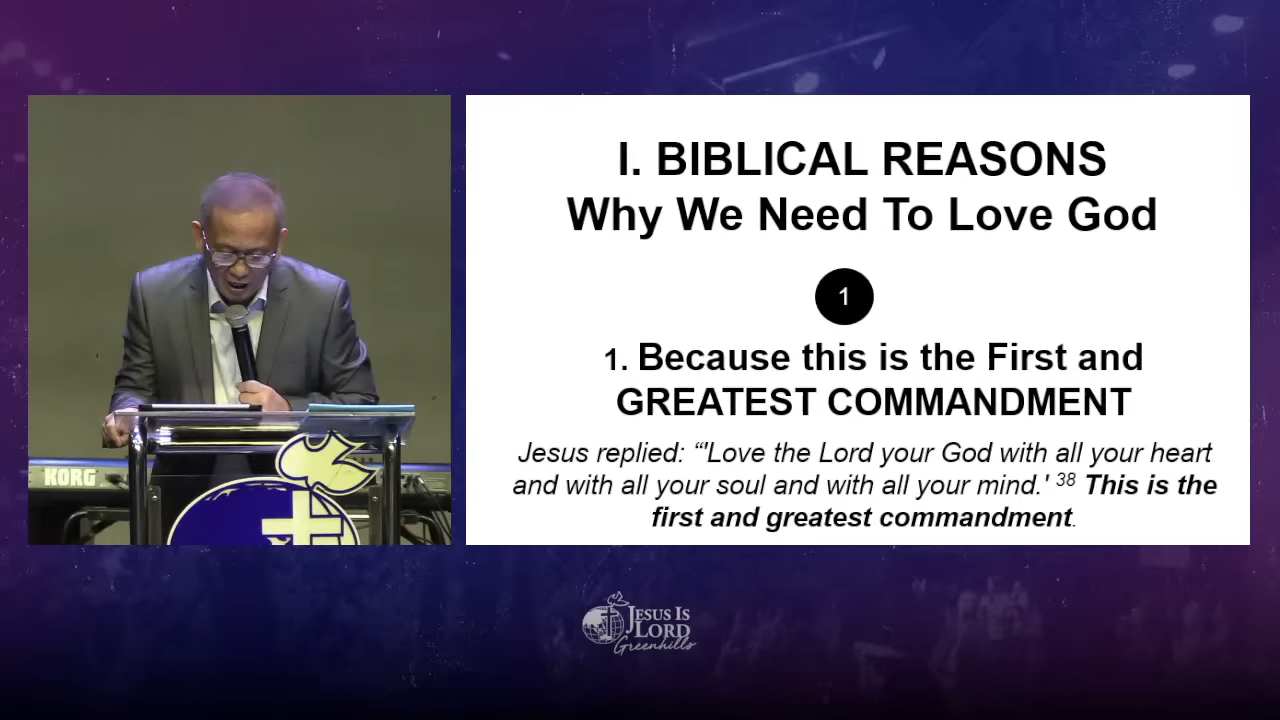 I. BIBLICAL REASONS
Why We Need To Love God
1
1. Because this is the First and
GREATEST COMMANDMENT
Jesus replied: “'Love the Lord your God with all your heart
and with all your soul and with all your mind.' 38 This is the
first and greatest commandment.
KORG
JESUS IS
LORD
Greenhills